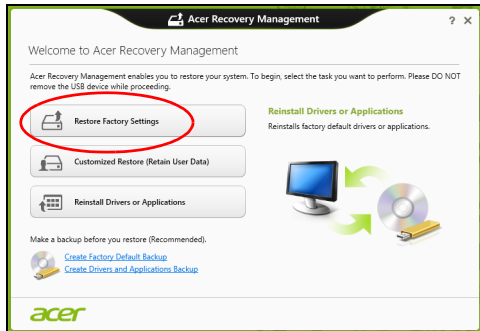 Acer Recovery Management
? ×
Welcome to Acer Recovery Management
Acer Recovery Management enables you to restore your system. To begin, select the task you want to perform. Please DO NOT
remove the USB device while proceeding.
Restore Factory Settings
Customized Restore (Retain User Data)
Reinstall Drivers or Applications
Reinstall Drivers or Applications
Reinstalls factory default drivers or applications.
Make a backup before you restore (Recommended).
Create Factory Default Backup
Create Drivers and Applications Backup
acer